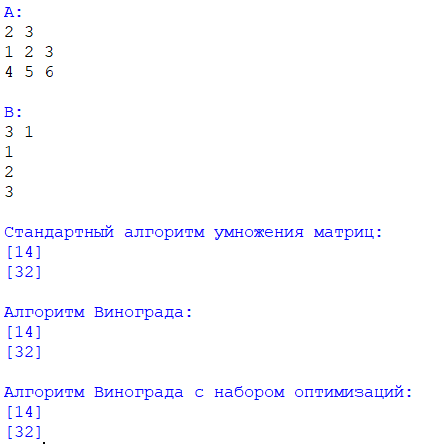 A:
2 3
1 2 3
4 5 6
B:
3 1
1
2
3
Стандартный алгоритм умножения матриц:
[14]
[32]
Алгоритм Винограда:
[14]
[32]
Алгоритм Винограда с набором оптимизаций:
[14]
[32]